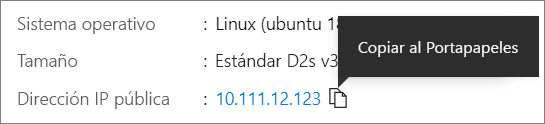 Sistema operativo : Linux (ubuntu
Copiar al Portapapeles
Tamaño : Estándar D2s v3
Dirección IP pública : 10.111.12.123